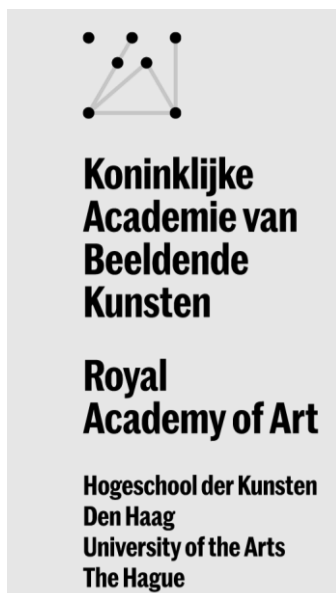 Koninklijke
Academie van
Beeldende
Kunsten
Royal
Academy of Art
Hogeschool der Kunsten
Den Haag
University of the Arts
The Hague